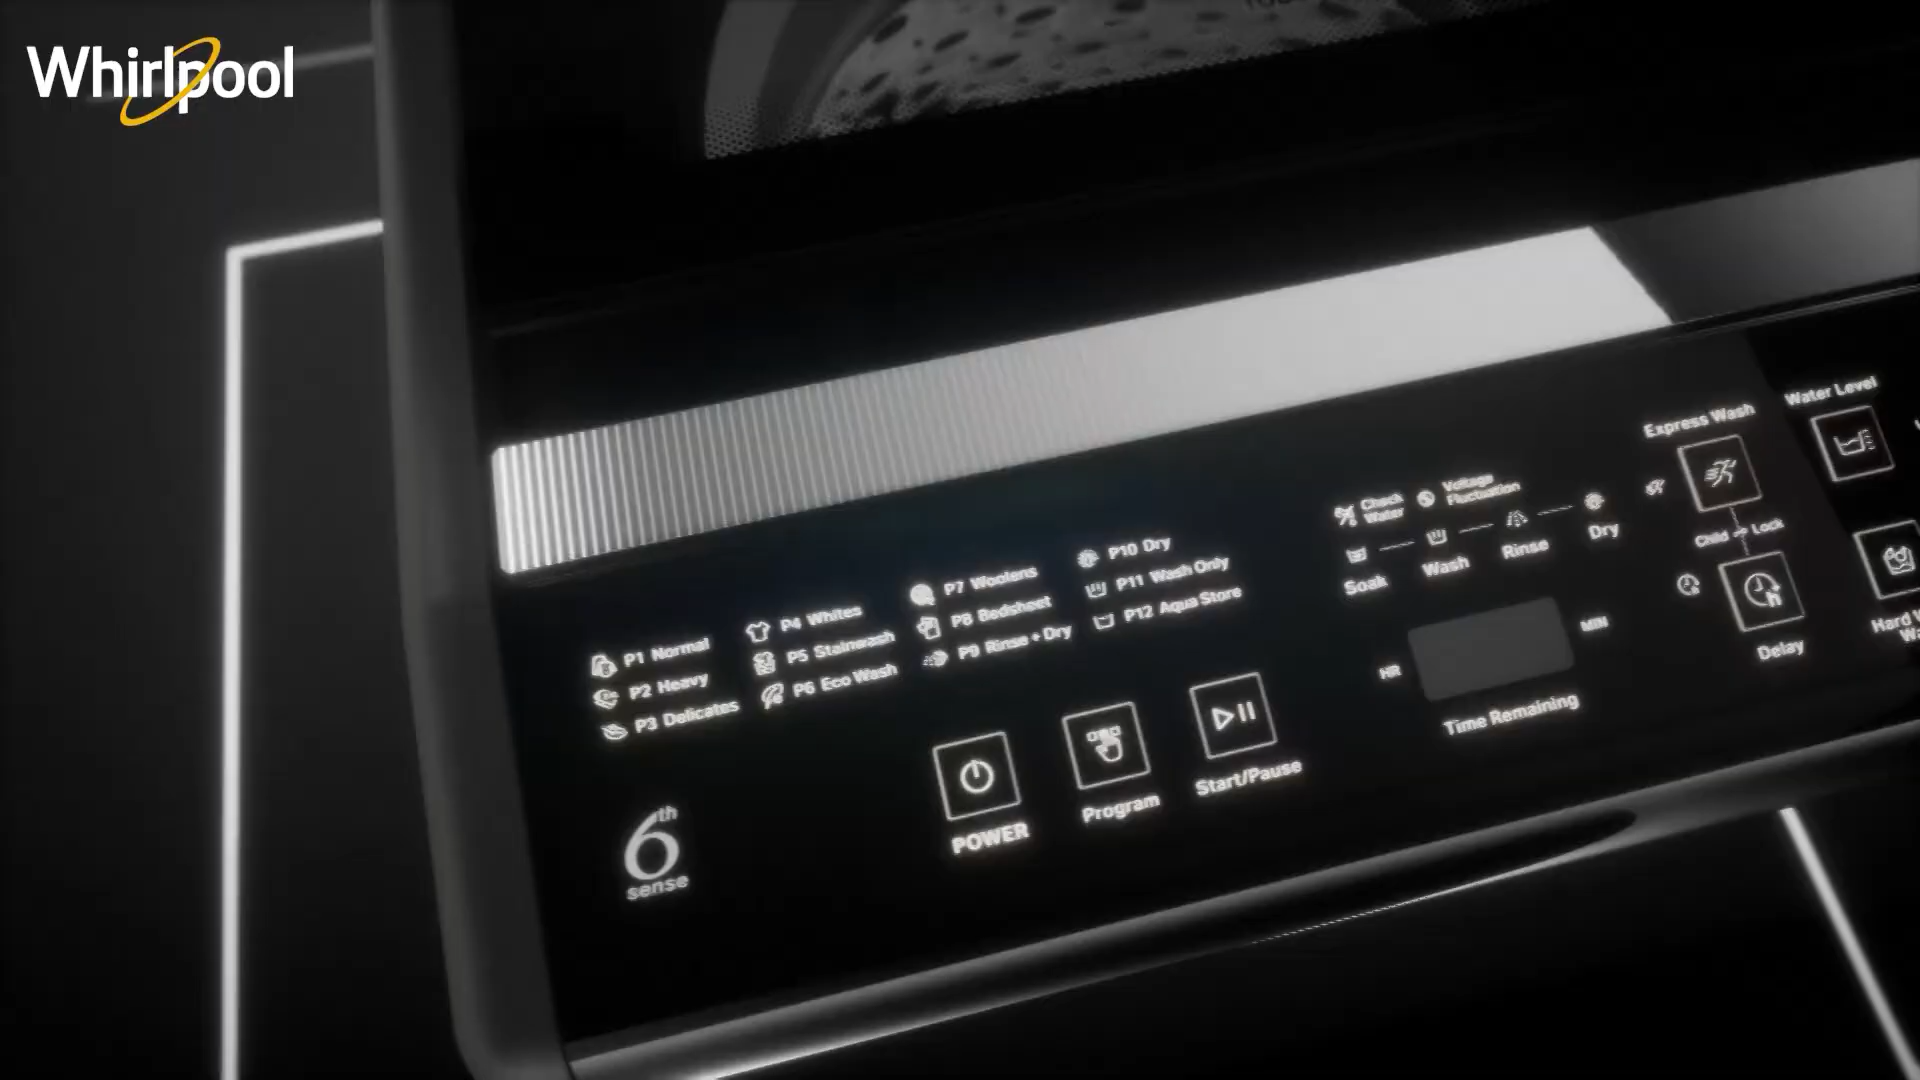 Whirlpool
Water Level
Express Wash
Check Water
Voltage Fluctuation
Child Lock
Soak
Wash
Rinse
Dry
P1 Normal
P2 Heavy
P3 Delicates
P4 Whites
P5 Stainwash
P6 Eco Wash
P7 Woolens
P8 Bedsheet
P9 Rinse + Dry
P10 Dry
P11 Wash Only
P12 Aqua Store
HR
MIN
Time Remaining
Delay
Hard
POWER
Program
Start/Pause
6th
sense